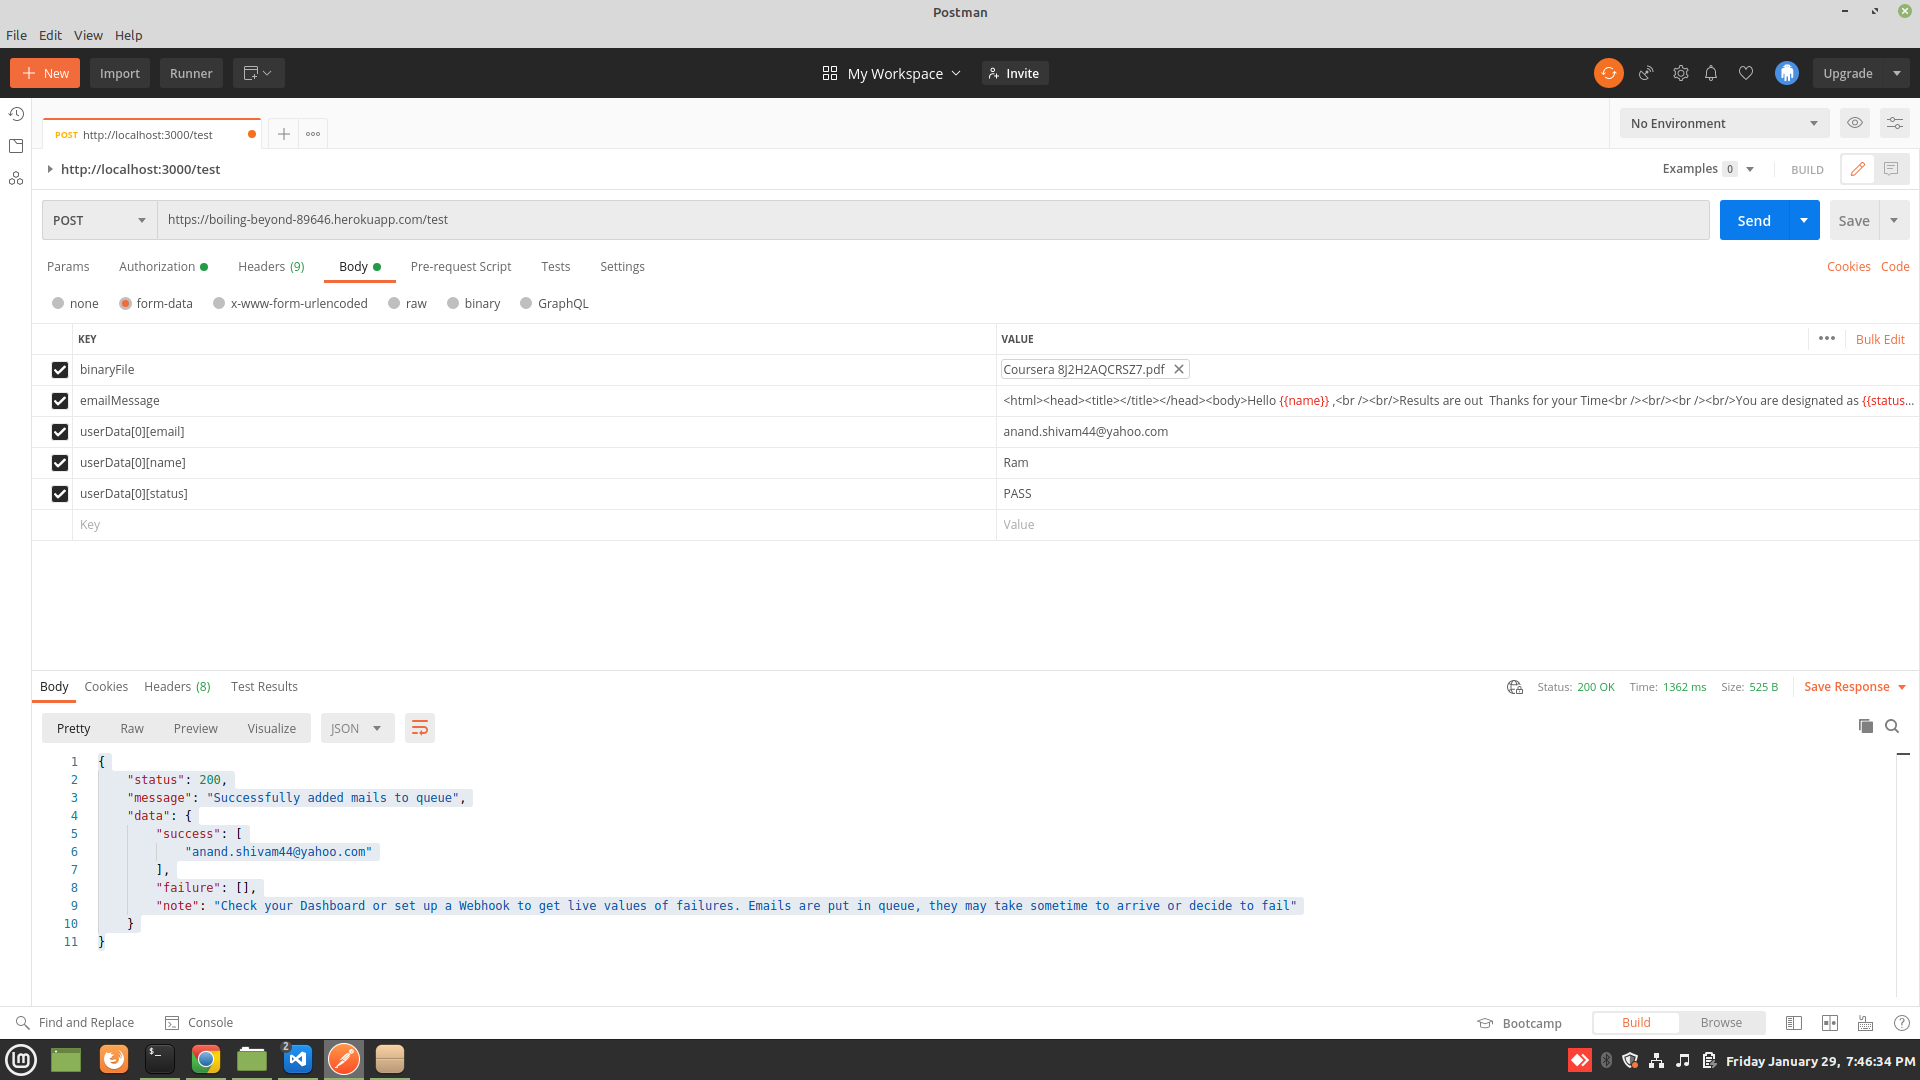 Postman
File Edit View Help
New Import Runner My Workspace Invite Upgrade
POST http://localhost:3000/test No Environment
http://localhost:3000/test Examples 0 BUILD
POST https://boiling-beyond-89646.herokuapp.com/test Send Save
Params Authorization Headers (9) Body Pre-request Script Tests Settings Cookies Code
none form-data x-www-form-urlencoded raw binary GraphQL
KEY VALUE Bulk Edit
binaryFile Coursera 8J2H2AQCRSZ7.pdf
emailMessage <html><head><title></title></head><body>Hello {{name}} ,<br /><br/>Results are out  Thanks for your Time<br /><br/><br /><br/>You are designated as {{status...
userData[0][email] anand.shivam44@yahoo.com
userData[0][name] Ram
userData[0][status] PASS
Key Value
Body Cookies Headers (8) Test Results Status: 200 OK Time: 1362 ms Size: 525 B Save Response
Pretty Raw Preview Visualize JSON
1 {
2 "status": 200,
3 "message": "Successfully added mails to queue",
4 "data": {
5 "success": [
6 "anand.shivam44@yahoo.com"
7 ],
8 "failure": [],
9 "note": "Check your Dashboard or set up a Webhook to get live values of failures. Emails are put in queue, they may take sometime to arrive or decide to fail"
10 }
11 }
Find and Replace Console Bootcamp Build Browse
2
Friday January 29, 7:46:34 PM